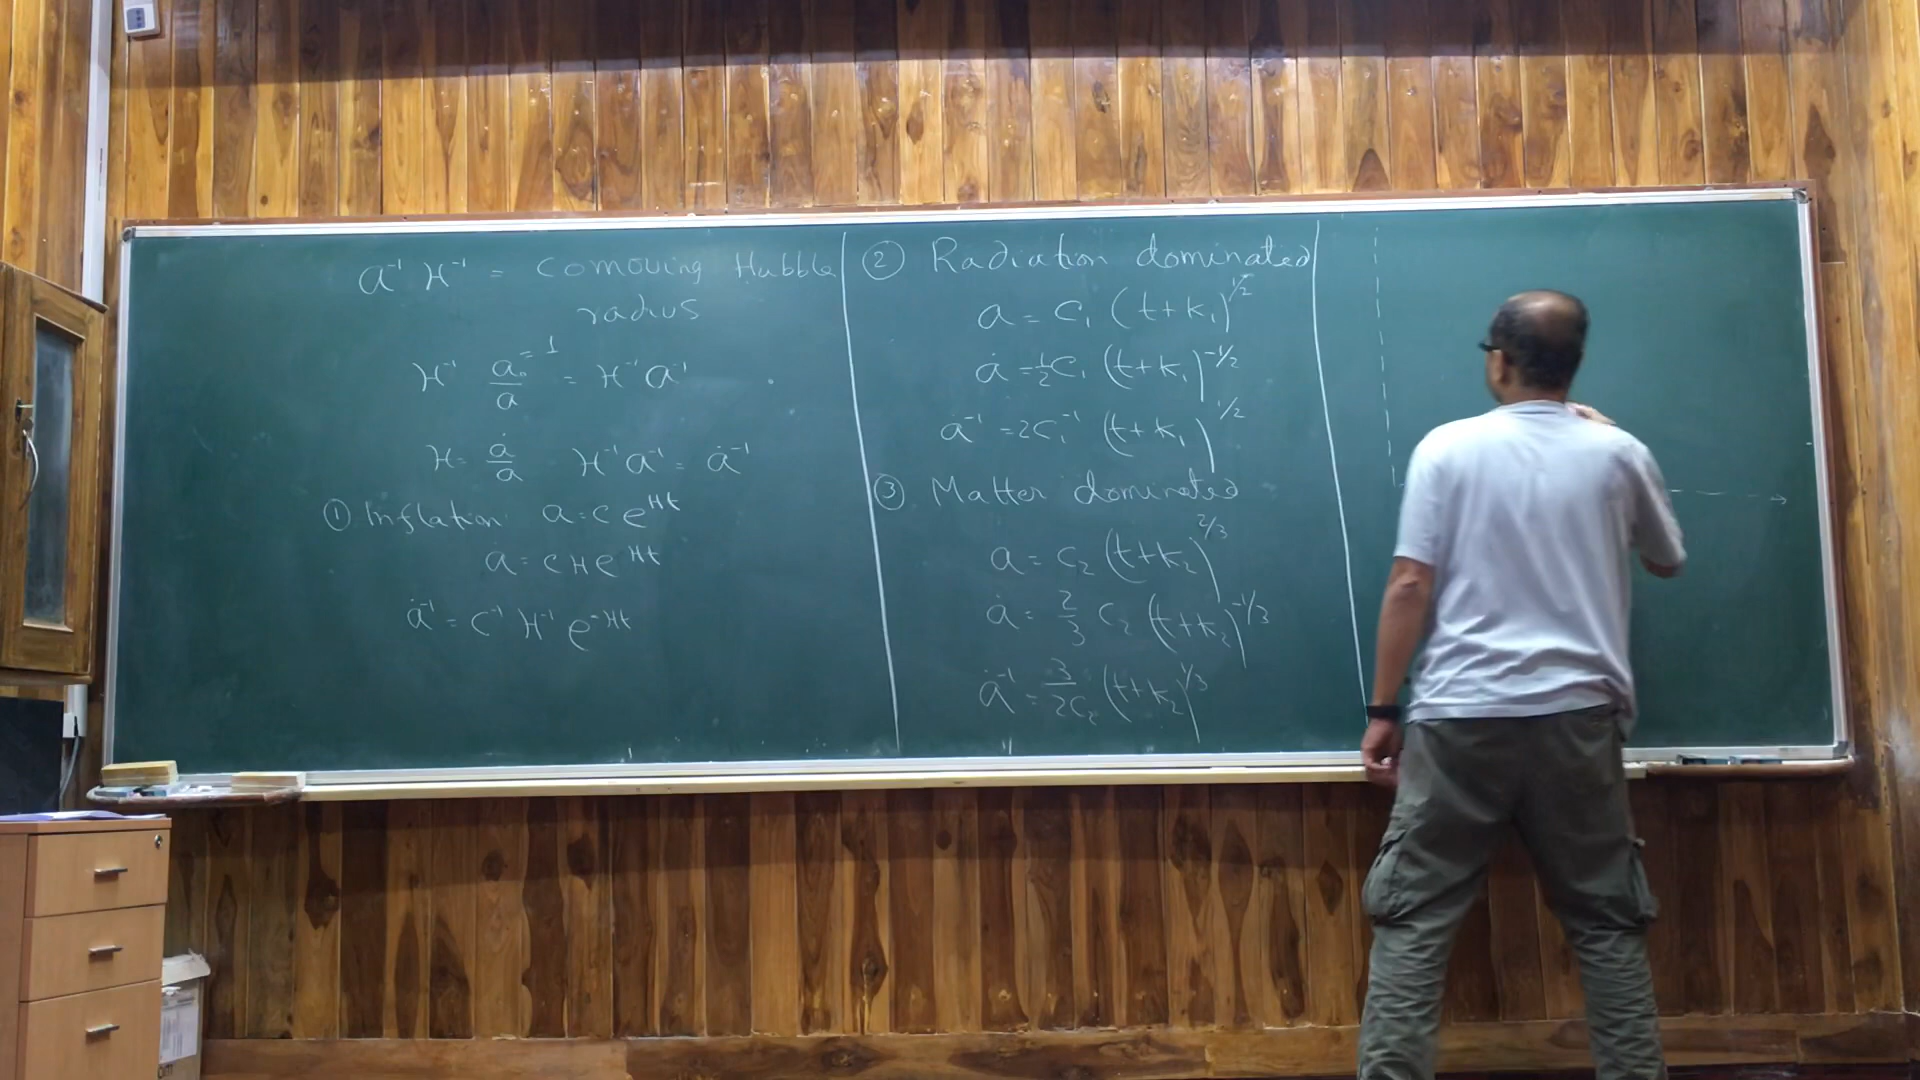 a⁻¹ H⁻¹ = comoving Hubble
radius
H⁻¹ a₀/a = H⁻¹ a⁻¹
= 1
H = ȧ/a H⁻¹ a⁻¹ = ȧ⁻¹
① Inflation a = c e^{Ht}
ȧ = c H e^{Ht}
ȧ⁻¹ = c⁻¹ H⁻¹ e^{-Ht}
② Radiation dominated
a = c₁ (t+k₁)^{1/2}
ȧ = 1/2 c₁ (t+k₁)^{-1/2}
ȧ⁻¹ = 2c₁⁻¹ (t+k₁)^{1/2}
③ Matter dominated
a = c₂ (t+k₂)^{2/3}
ȧ = 2/3 c₂ (t+k₂)^{-1/3}
ȧ⁻¹ = 3/2c₂ (t+k₂)^{1/3}